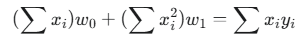 (∑ xᵢ)w₀ + (∑ xᵢ²)w₁ = ∑ xᵢyᵢ